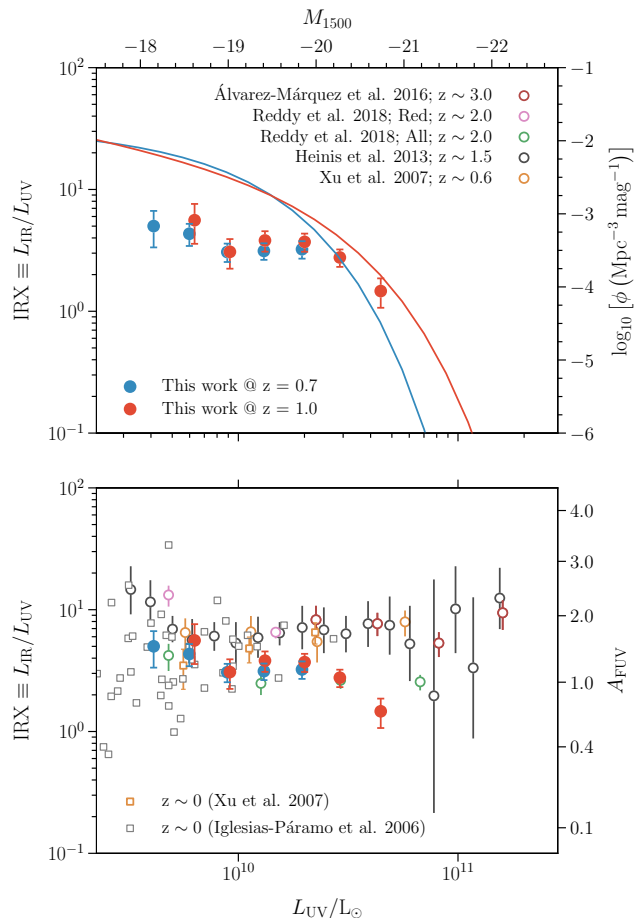 M1500
−18 −19 −20 −21 −22
Álvarez-Márquez et al. 2016; z ∼ 3.0
Reddy et al. 2018; Red; z ∼ 2.0
Reddy et al. 2018; All; z ∼ 2.0
Heinis et al. 2013; z ∼ 1.5
Xu et al. 2007; z ∼ 0.6
IRX ≡ LIR/LUV
10² 10¹ 10⁰ 10⁻¹
This work @ z = 0.7
This work @ z = 1.0
−1 −2 −3 −4 −5 −6
log10 [ϕ (Mpc⁻³ mag⁻¹)]
IRX ≡ LIR/LUV
10² 10¹ 10⁰ 10⁻¹
z ∼ 0 (Xu et al. 2007)
z ∼ 0 (Iglesias-Páramo et al. 2006)
4.0 3.0 2.0 1.0 0.4 0.1
AFUV
10¹⁰ 10¹¹
LUV/L⊙